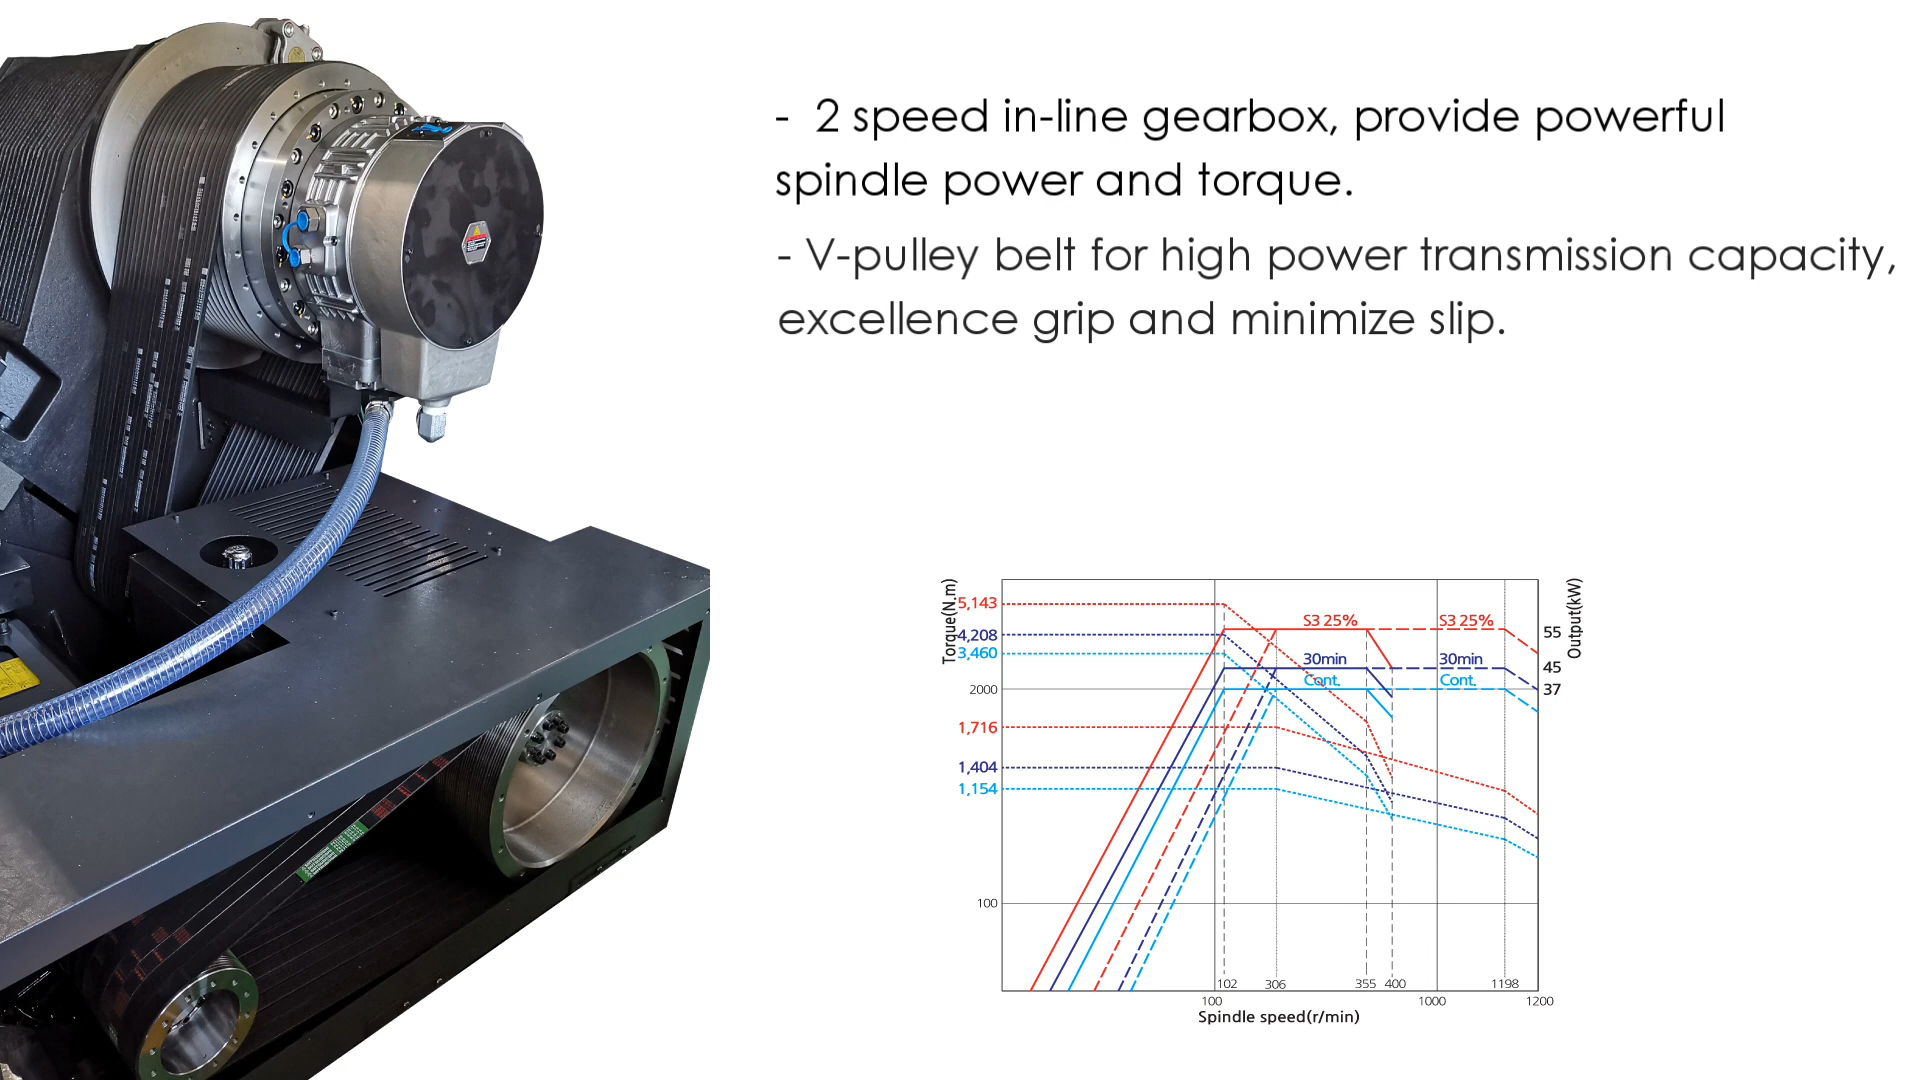 -  2 speed in-line gearbox, provide powerful
spindle power and torque.
- V-pulley belt for high power transmission capacity,
excellence grip and minimize slip.
Torque(N.m)
5,143
4,208
3,460
2000
1,716
1,404
1,154
100
S3 25%
S3 25%
30min
30min
Cont.
Cont.
55
45
37
Output(kW)
102
306
355
400
1198
100
1000
1200
Spindle speed(r/min)